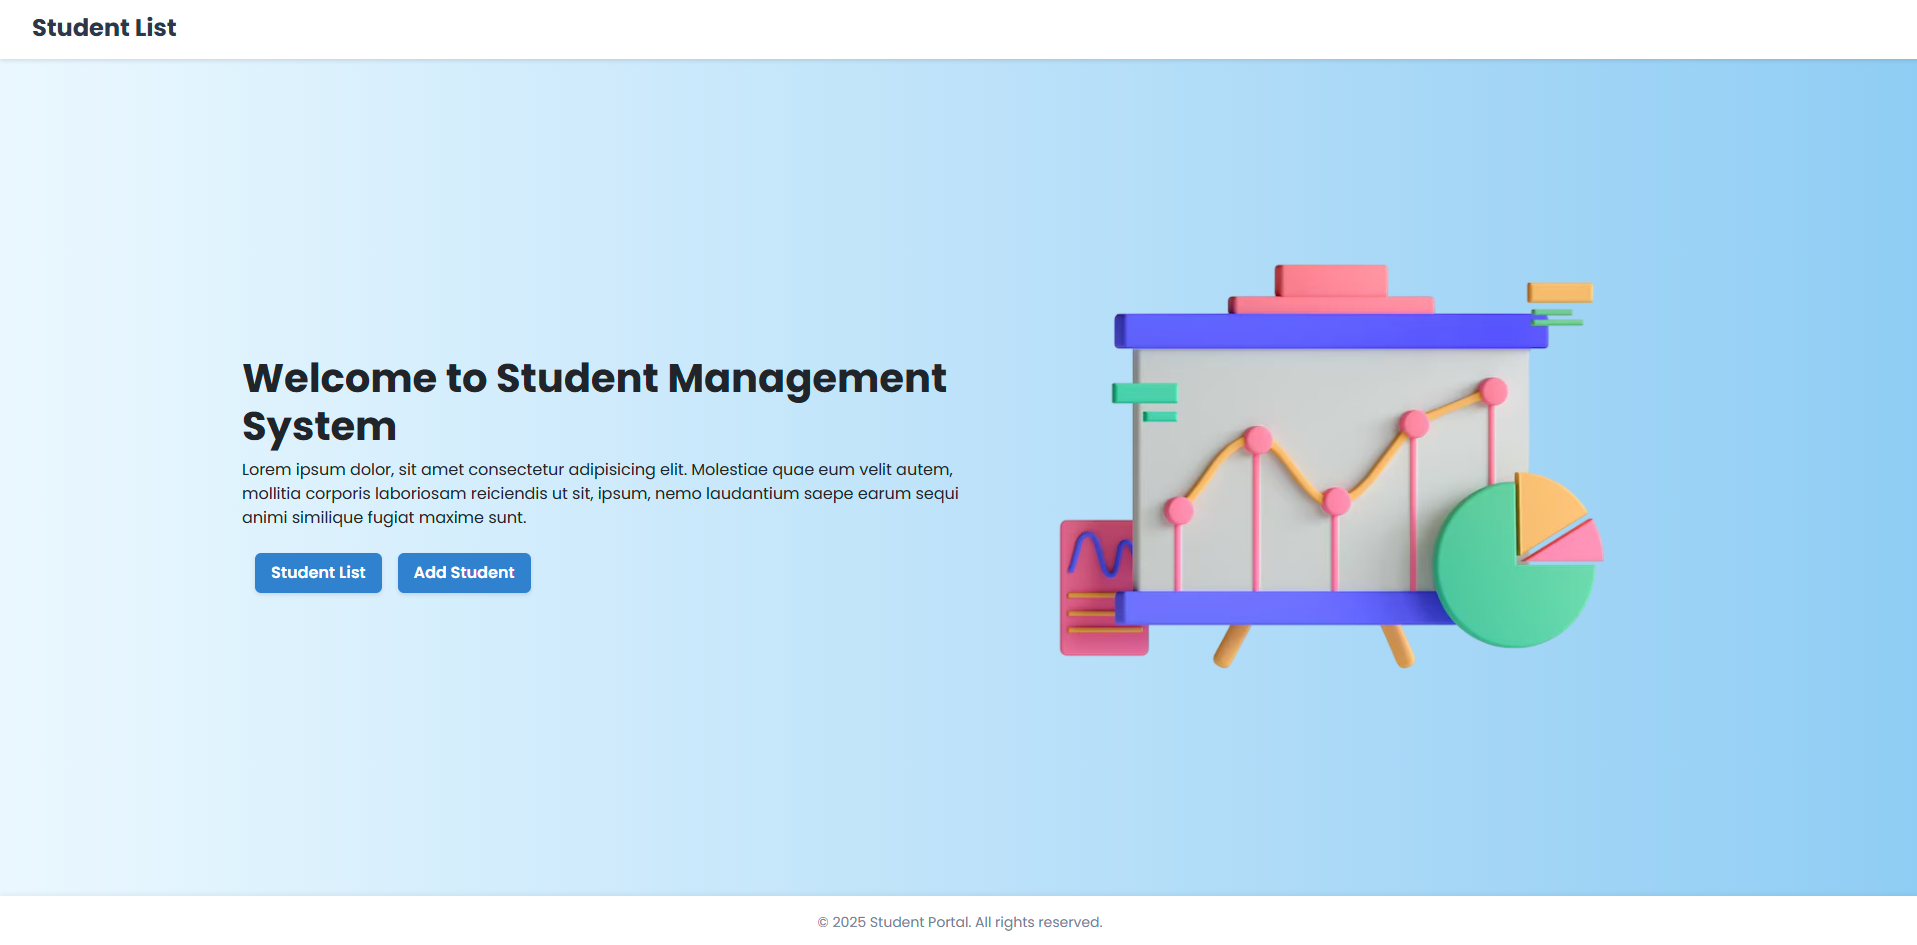 Student List
Welcome to Student Management
System
Lorem ipsum dolor, sit amet consectetur adipisicing elit. Molestiae quae eum velit autem,
mollitia corporis laboriosam reiciendis ut sit, ipsum, nemo laudantium saepe earum sequi
animi similique fugiat maxime sunt.
Student List
Add Student
© 2025 Student Portal. All rights reserved.